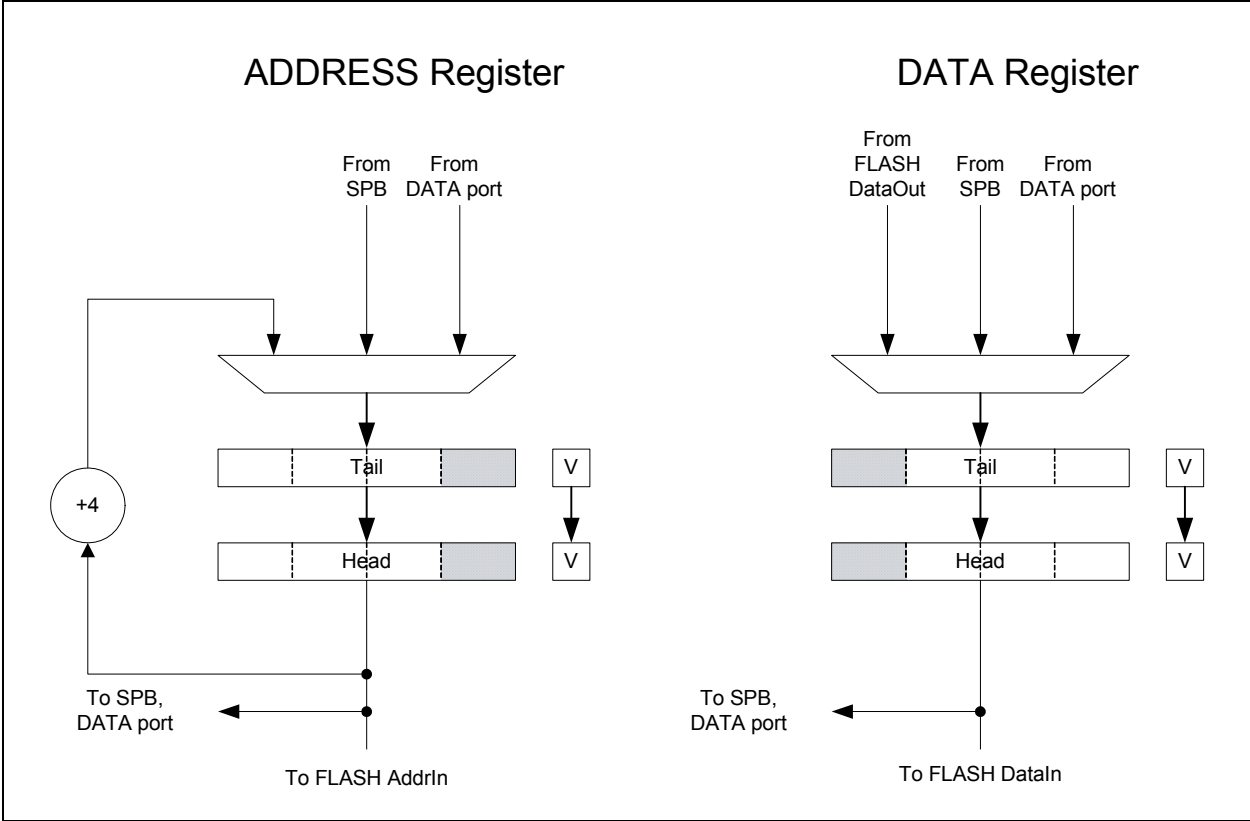 ADDRESS Register
From
SPB
From
DATA port
+4
Tail
V
Head
V
To SPB,
DATA port
To FLASH AddrIn
DATA Register
From
FLASH
DataOut
From
SPB
From
DATA port
Tail
V
Head
V
To SPB,
DATA port
To FLASH DataIn